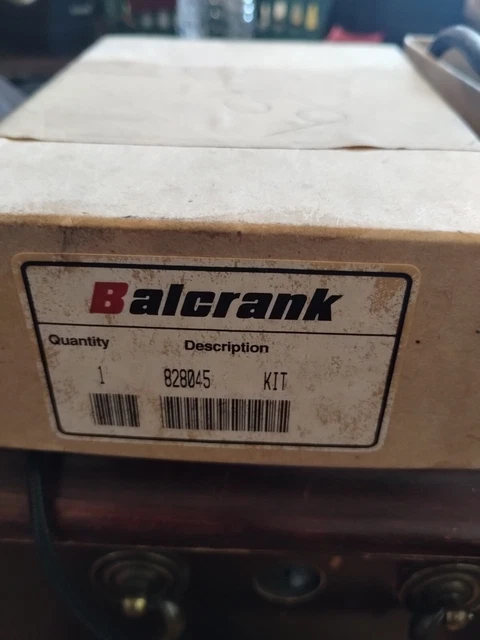 Balcrank
Quantity Description
1 828045 KIT